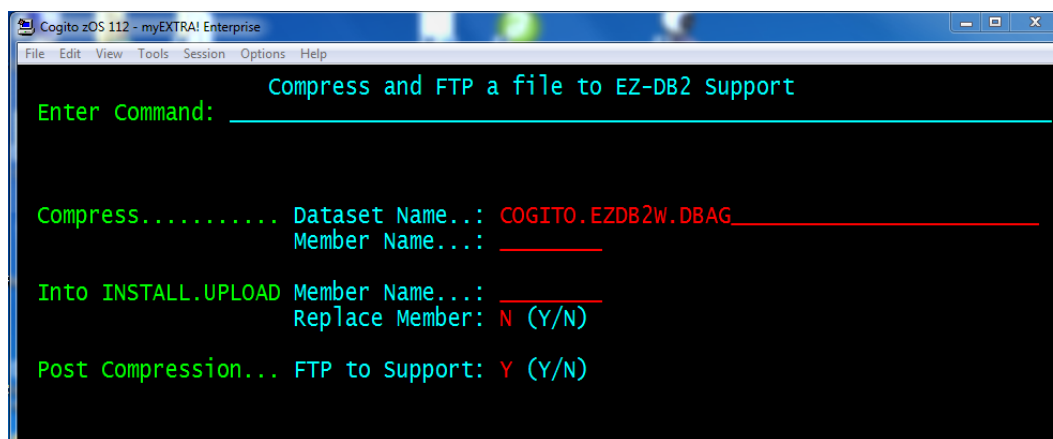 Cogito zOS 112 - myEXTRA! Enterprise
File Edit View Tools Session Options Help
Compress and FTP a file to EZ-DB2 Support
Enter Command:
Compress........... Dataset Name..: COGITO.EZDB2W.DBAG
Member Name...:
Into INSTALL.UPLOAD Member Name...:
Replace Member: N (Y/N)
Post Compression... FTP to Support: Y (Y/N)